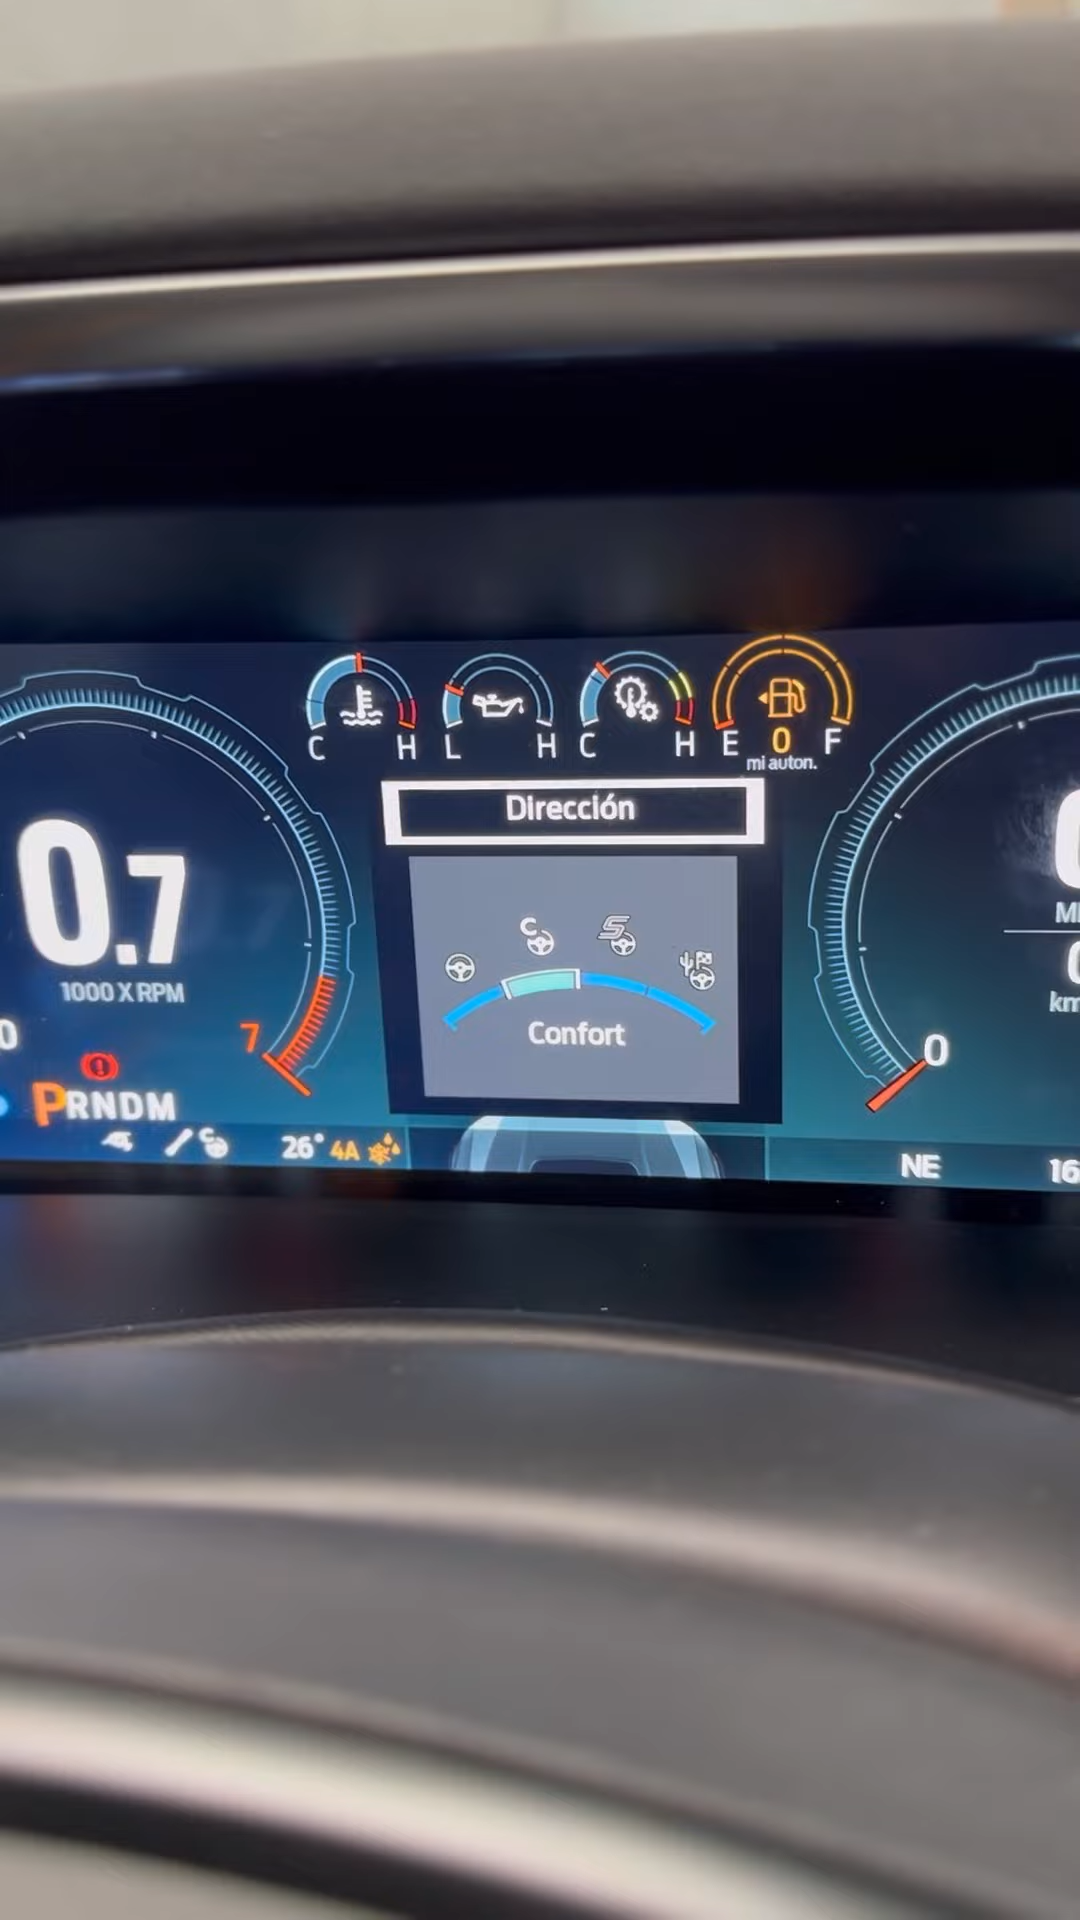 C H L H C H E 0 F
mi auton.
Dirección
0.7
1000 X RPM
7
Confort
0
PRNDM
26° 4A
NE